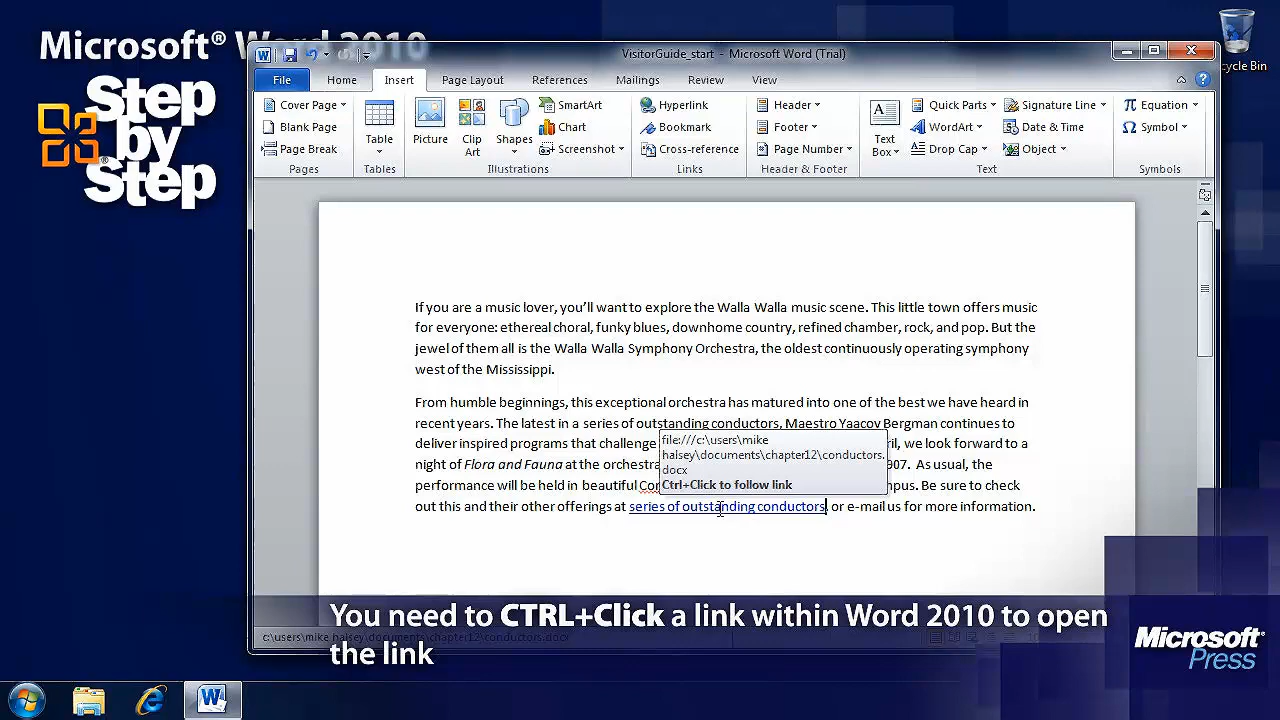 Microsoft® Word 2010
Step
by
Step
VisitorGuide_start - Microsoft Word (Trial)
cycle Bin
File Home Insert Page Layout References Mailings Review View
Cover Page
Blank Page
Page Break
Pages
Table
Tables
Picture
Clip
Art
Shapes
SmartArt
Chart
Screenshot
Illustrations
Hyperlink
Bookmark
Cross-reference
Links
Header
Footer
Page Number
Header & Footer
A
Text
Box
Quick Parts
WordArt
Drop Cap
Signature Line
Date & Time
Object
Text
Equation
Symbol
Symbols
If you are a music lover, you'll want to explore the Walla Walla music scene. This little town offers music
for everyone: ethereal choral, funky blues, downhome country, refined chamber, rock, and pop. But the
jewel of them all is the Walla Walla Symphony Orchestra, the oldest continuously operating symphony
west of the Mississippi.
From humble beginnings, this exceptional orchestra has matured into one of the best we have heard in
recent years. The latest in a series of outstanding conductors, Maestro Yaacov Bergman continues to
deliver inspired programs that challenge we look forward to a
night of Flora and Fauna at the orchestra 907. As usual, the
performance will be held in beautiful Be sure to check
out this and their other offerings at series of outstanding conductors, or e-mail us for more information.
file:///c:\users\mike
halsey\documents\chapter12\conductors.
docx
Ctrl+Click to follow link
c:\users\mike halsey\documents\chapter12\conductors.docx
You need to CTRL+Click a link within Word 2010 to open
the link
Microsoft®
Press